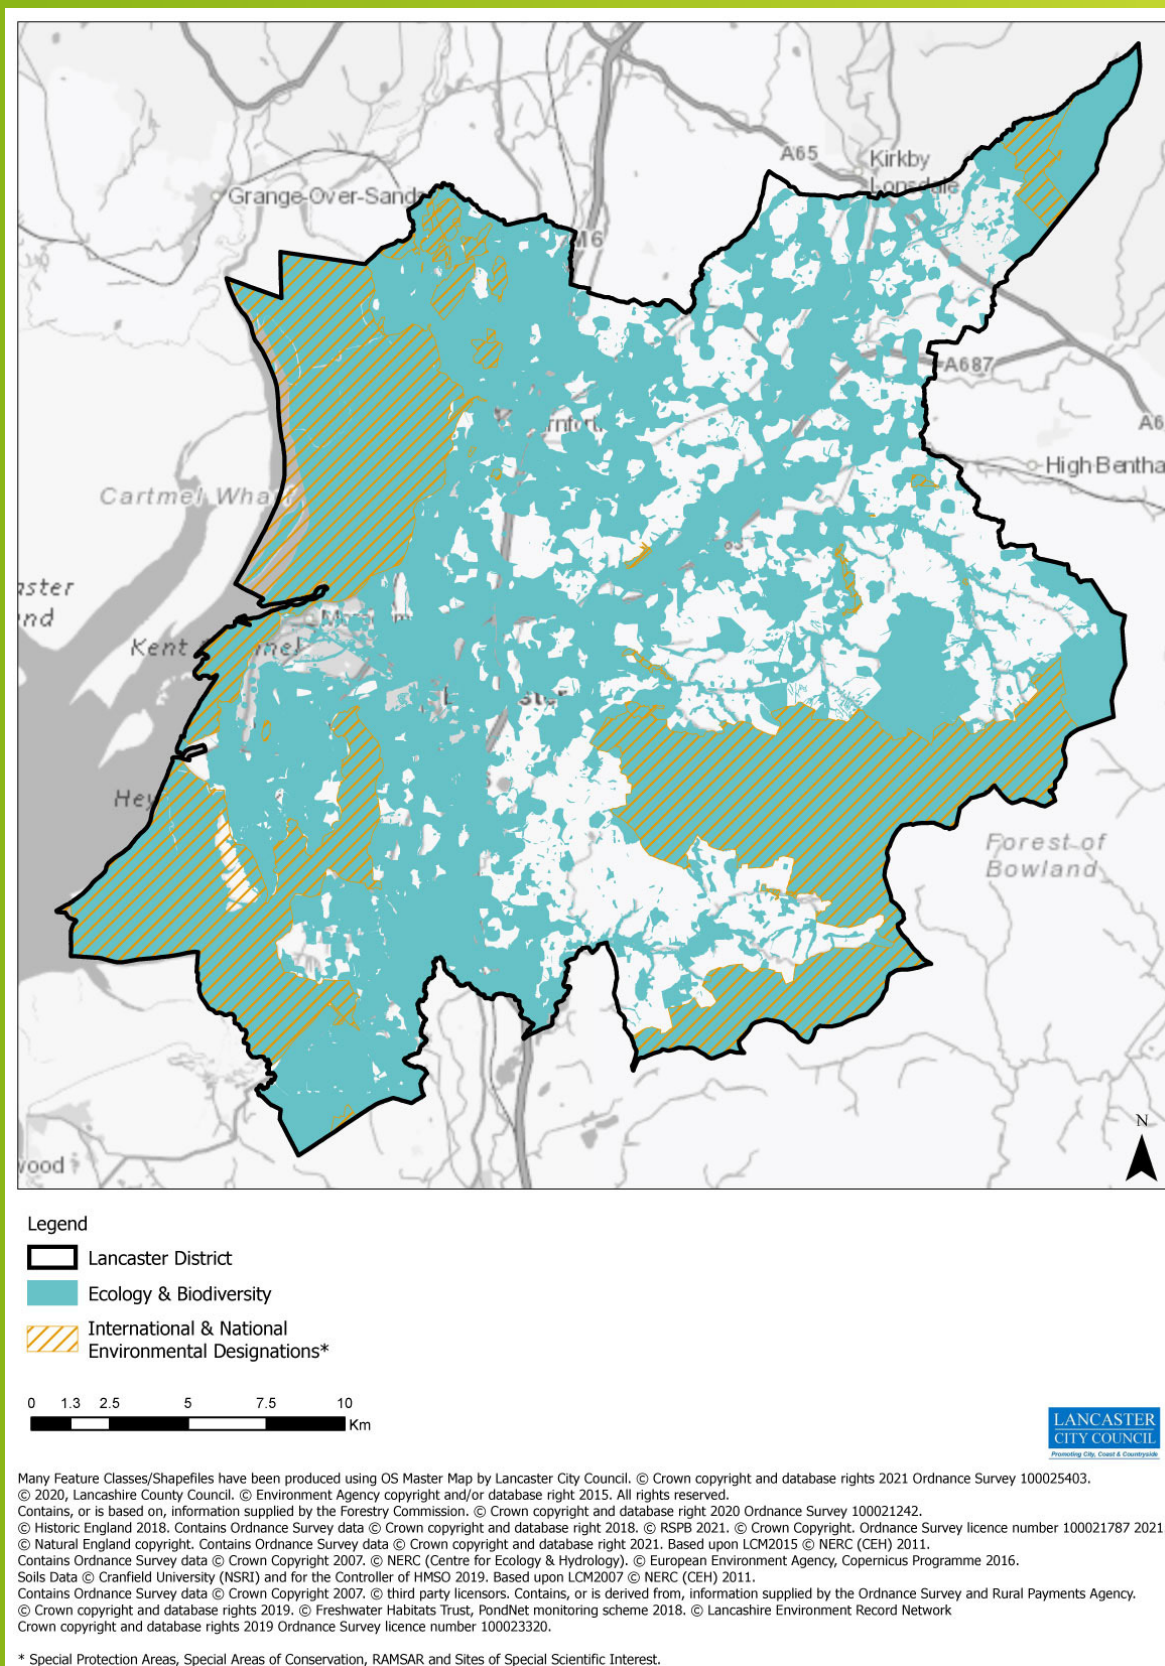 A65
Kirkby
Lonsdale
Grange-Over-Sands
M6
A687
A6
High Bentha
Cartmel Wharf
Kent
nel
Hey
Forest of
Bowland
wood
N
Legend
Lancaster District
Ecology & Biodiversity
International & National
Environmental Designations*
0 1.3 2.5 5 7.5 10
Km
LANCASTER
CITY COUNCIL
Promoting City, Coast & Countryside
Many Feature Classes/Shapefiles have been produced using OS Master Map by Lancaster City Council. © Crown copyright and database rights 2021 Ordnance Survey 100025403.
© 2020, Lancashire County Council. © Environment Agency copyright and/or database right 2015. All rights reserved.
Contains, or is based on, information supplied by the Forestry Commission. © Crown copyright and database right 2020 Ordnance Survey 100021242.
© Historic England 2018. Contains Ordnance Survey data © Crown copyright and database right 2018. © RSPB 2021. © Crown Copyright. Ordnance Survey licence number 100021787 2021
© Natural England copyright. Contains Ordnance Survey data © Crown copyright and database right 2021. Based upon LCM2015 © NERC (CEH) 2011.
Contains Ordnance Survey data © Crown Copyright 2007. © NERC (Centre for Ecology & Hydrology). © European Environment Agency, Copernicus Programme 2016.
Soils Data © Cranfield University (NSRI) and for the Controller of HMSO 2019. Based upon LCM2007 © NERC (CEH) 2011.
Contains Ordnance Survey data © Crown Copyright 2007. © third party licensors. Contains, or is derived from, information supplied by the Ordnance Survey and Rural Payments Agency.
© Crown copyright and database rights 2019. © Freshwater Habitats Trust, PondNet monitoring scheme 2018. © Lancashire Environment Record Network
Crown copyright and database rights 2019 Ordnance Survey licence number 100023320.
* Special Protection Areas, Special Areas of Conservation, RAMSAR and Sites of Special Scientific Interest.